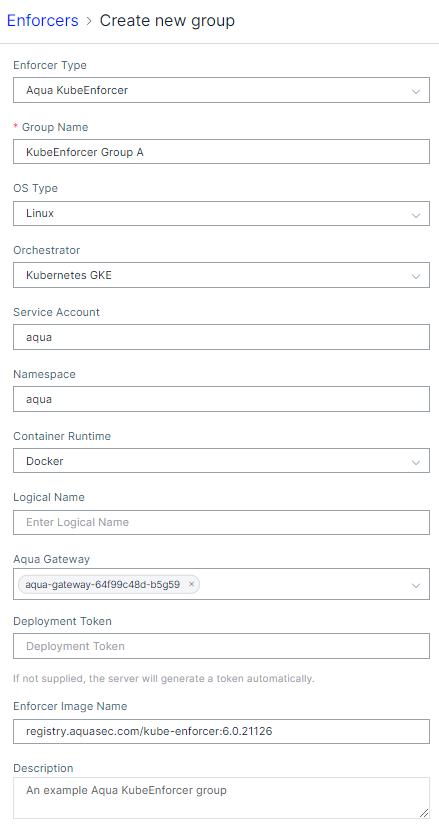 Enforcers > Create new group
Enforcer Type
Aqua KubeEnforcer
* Group Name
KubeEnforcer Group A
OS Type
Linux
Orchestrator
Kubernetes GKE
Service Account
aqua
Namespace
aqua
Container Runtime
Docker
Logical Name
Enter Logical Name
Aqua Gateway
aqua-gateway-64f99c48d-b5g59 ×
Deployment Token
Deployment Token
If not supplied, the server will generate a token automatically.
Enforcer Image Name
registry.aquasec.com/kube-enforcer:6.0.21126
Description
An example Aqua KubeEnforcer group